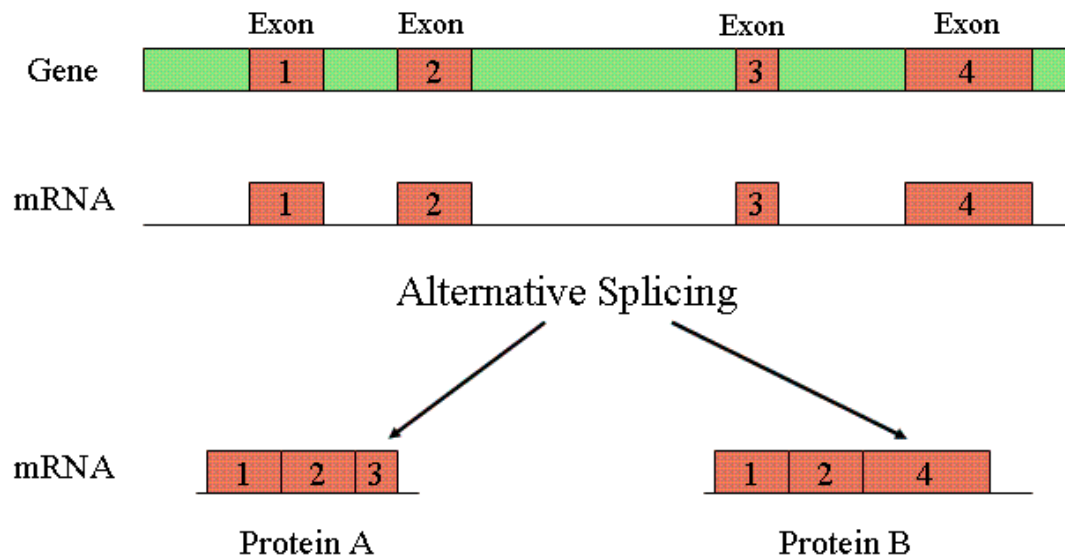 Exon Exon Exon Exon
Gene 1 2 3 4
mRNA 1 2 3 4
Alternative Splicing
mRNA 1 2 3 1 2 4
Protein A Protein B